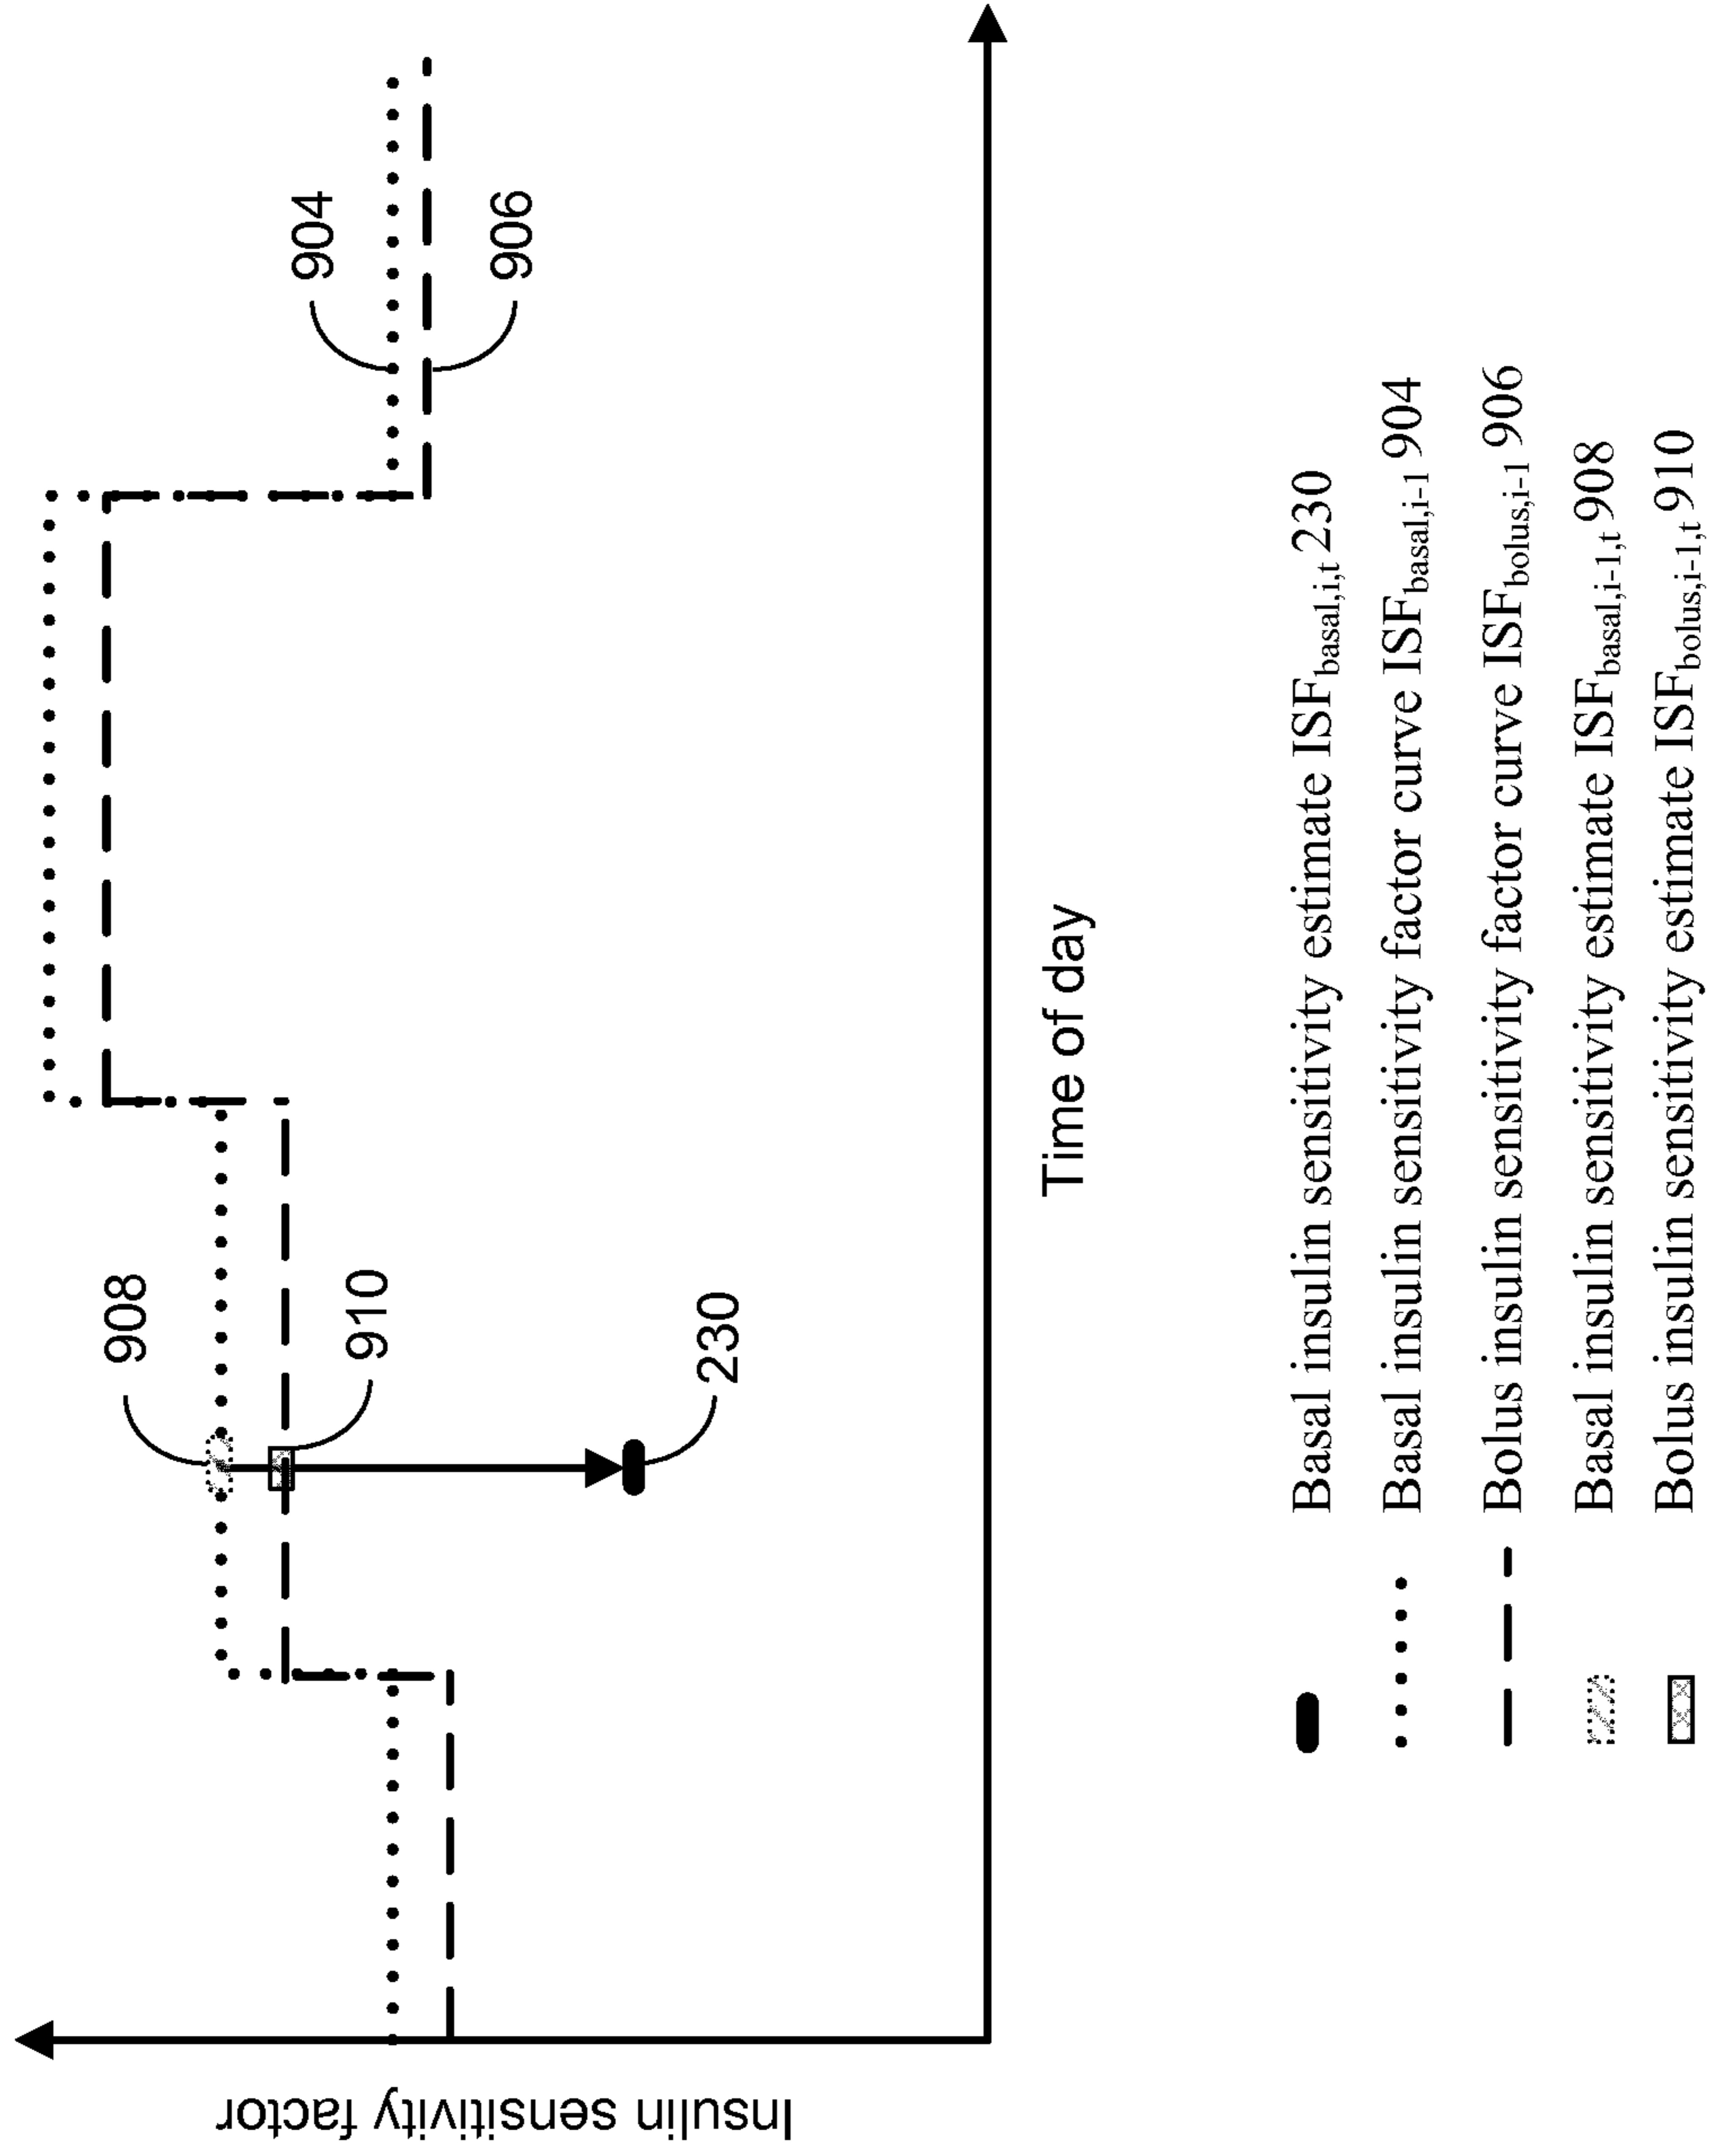 Insulin sensitivity factor
908
910
230
904
906
Time of day
Basal insulin sensitivity estimate ISFbasal,i,t 230
Basal insulin sensitivity factor curve ISFbasal,i-1 904
Bolus insulin sensitivity factor curve ISFbolus,i-1 906
Basal insulin sensitivity estimate ISFbasal,i-1,t 908
Bolus insulin sensitivity estimate ISFbolus,i-1,t 910